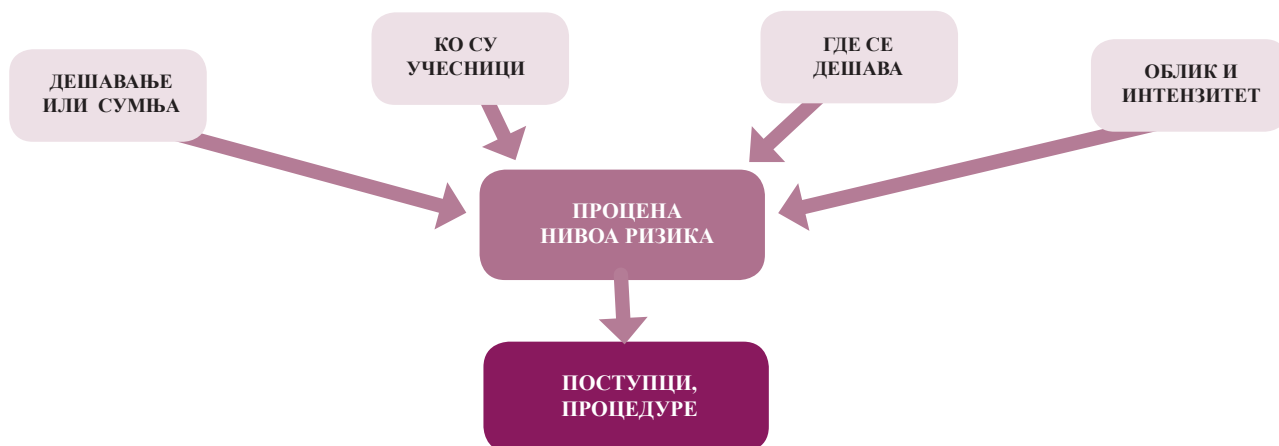 ДЕШАВАЊЕ
ИЛИ СУМЊА
КО СУ
УЧЕСНИЦИ
ГДЕ СЕ
ДЕШАВА
ОБЛИК И
ИНТЕНЗИТЕТ
ПРОЦЕНА
НИВОА РИЗИКА
ПОСТУПЦИ,
ПРОЦЕДУРЕ